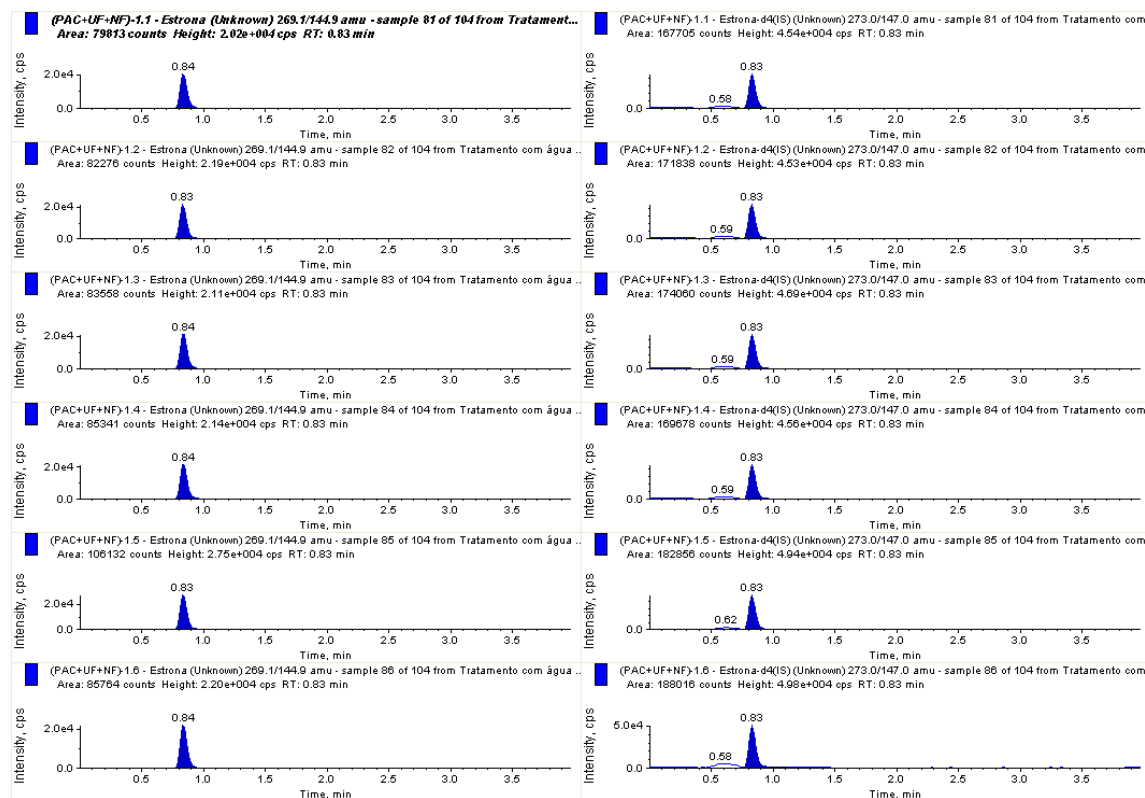 (PAC+UF+NF)-1.1 - Estrona (Unknown) 269.1/144.9 amu - sample 81 of 104 from Tratament...
Area: 79813 counts Height: 2.02e+004 cps RT: 0.83 min
Intensity, cps
2.0e4
0.0
0.84
0.5 1.0 1.5 2.0 2.5 3.0 3.5
Time, min
(PAC+UF+NF)-1.1 - Estrona-d4(IS) (Unknown) 273.0/147.0 amu - sample 81 of 104 from Tratamento com
Area: 167705 counts Height: 4.54e+004 cps RT: 0.83 min
Intensity, cps
0.0
0.58
0.83
0.5 1.0 1.5 2.0 2.5 3.0 3.5
Time, min
(PAC+UF+NF)-1.2 - Estrona (Unknown) 269.1/144.9 amu - sample 82 of 104 from Tratamento com água ..
Area: 82276 counts Height: 2.19e+004 cps RT: 0.83 min
Intensity, cps
2.0e4
0.0
0.83
0.5 1.0 1.5 2.0 2.5 3.0 3.5
Time, min
(PAC+UF+NF)-1.2 - Estrona-d4(IS) (Unknown) 273.0/147.0 amu - sample 82 of 104 from Tratamento com
Area: 171838 counts Height: 4.53e+004 cps RT: 0.83 min
Intensity, cps
0.0
0.59
0.83
0.5 1.0 1.5 2.0 2.5 3.0 3.5
Time, min
(PAC+UF+NF)-1.3 - Estrona (Unknown) 269.1/144.9 amu - sample 83 of 104 from Tratamento com água ..
Area: 83558 counts Height: 2.11e+004 cps RT: 0.83 min
Intensity, cps
2.0e4
0.0
0.84
0.5 1.0 1.5 2.0 2.5 3.0 3.5
Time, min
(PAC+UF+NF)-1.3 - Estrona-d4(IS) (Unknown) 273.0/147.0 amu - sample 83 of 104 from Tratamento com
Area: 174060 counts Height: 4.69e+004 cps RT: 0.83 min
Intensity, cps
0.0
0.59
0.83
0.5 1.0 1.5 2.0 2.5 3.0 3.5
Time, min
(PAC+UF+NF)-1.4 - Estrona (Unknown) 269.1/144.9 amu - sample 84 of 104 from Tratamento com água ..
Area: 85341 counts Height: 2.14e+004 cps RT: 0.83 min
Intensity, cps
2.0e4
0.0
0.84
0.5 1.0 1.5 2.0 2.5 3.0 3.5
Time, min
(PAC+UF+NF)-1.4 - Estrona-d4(IS) (Unknown) 273.0/147.0 amu - sample 84 of 104 from Tratamento com
Area: 169678 counts Height: 4.56e+004 cps RT: 0.83 min
Intensity, cps
0.0
0.59
0.83
0.5 1.0 1.5 2.0 2.5 3.0 3.5
Time, min
(PAC+UF+NF)-1.5 - Estrona (Unknown) 269.1/144.9 amu - sample 85 of 104 from Tratamento com água ..
Area: 106132 counts Height: 2.75e+004 cps RT: 0.83 min
Intensity, cps
2.0e4
0.0
0.83
0.5 1.0 1.5 2.0 2.5 3.0 3.5
Time, min
(PAC+UF+NF)-1.5 - Estrona-d4(IS) (Unknown) 273.0/147.0 amu - sample 85 of 104 from Tratamento com
Area: 182856 counts Height: 4.94e+004 cps RT: 0.83 min
Intensity, cps
0.0
0.62
0.83
0.5 1.0 1.5 2.0 2.5 3.0 3.5
Time, min
(PAC+UF+NF)-1.6 - Estrona (Unknown) 269.1/144.9 amu - sample 86 of 104 from Tratamento com água ..
Area: 85764 counts Height: 2.20e+004 cps RT: 0.83 min
Intensity, cps
2.0e4
0.0
0.84
0.5 1.0 1.5 2.0 2.5 3.0 3.5
Time, min
(PAC+UF+NF)-1.6 - Estrona-d4(IS) (Unknown) 273.0/147.0 amu - sample 86 of 104 from Tratamento com
Area: 188016 counts Height: 4.98e+004 cps RT: 0.83 min
Intensity, cps
5.0e4
0.0
0.58
0.83
0.5 1.0 1.5 2.0 2.5 3.0 3.5
Time, min